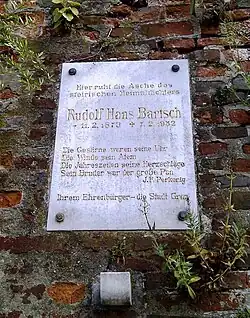 Hier ruht die Asche des
steirischen Heimatdichters
Rudolf Hans Bartsch
* 11. 2. 1873 + 7. 2. 1952
Die Gestirne waren seine Uhr
Die Winde sein Atem
Die Jahreszeiten seine Herzschläge
Sein Bruder war der große Pan
J. F. Perkonig
Ihrem Ehrenbürger - die Stadt Graz